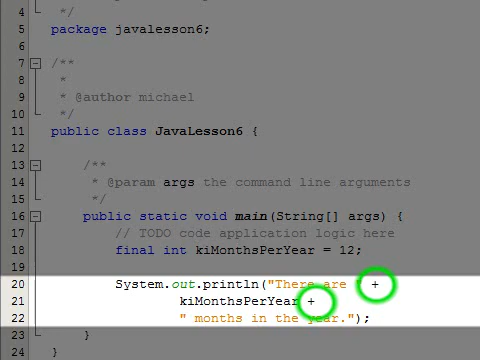 4 */
5 package javalesson6;
6
7 /**
8 *
9 * @author michael
10 */
11 public class JavaLesson6 {
12
13 /**
14 * @param args the command line arguments
15 */
16 public static void main(String[] args) {
17 // TODO code application logic here
18 final int kiMonthsPerYear = 12;
19
20 System.out.println("There are " +
21 kiMonthsPerYear +
22 " months in the year.");
23 }
24 }